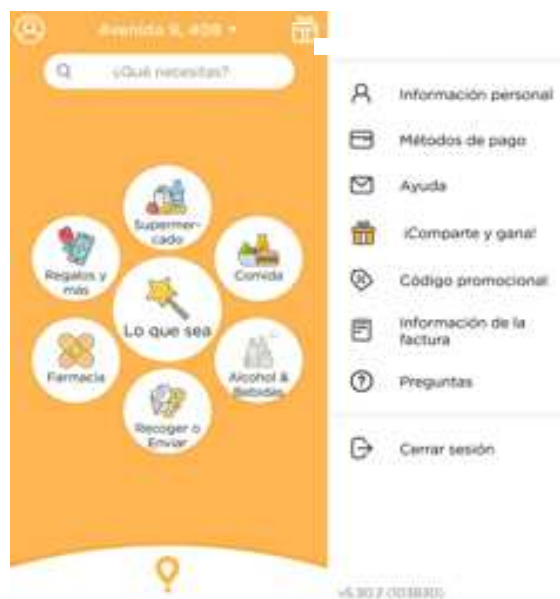 Avenida 9, 409
¿Qué necesitas?
Supermer-
cado
Regalos y
más
Comida
Lo que sea
Farmacia
Alcohol &
Bebidas
Recoger o
Enviar
Información personal
Métodos de pago
Ayuda
¡Comparte y gana!
Código promocional
Información de la
factura
Preguntas
Cerrar sesión